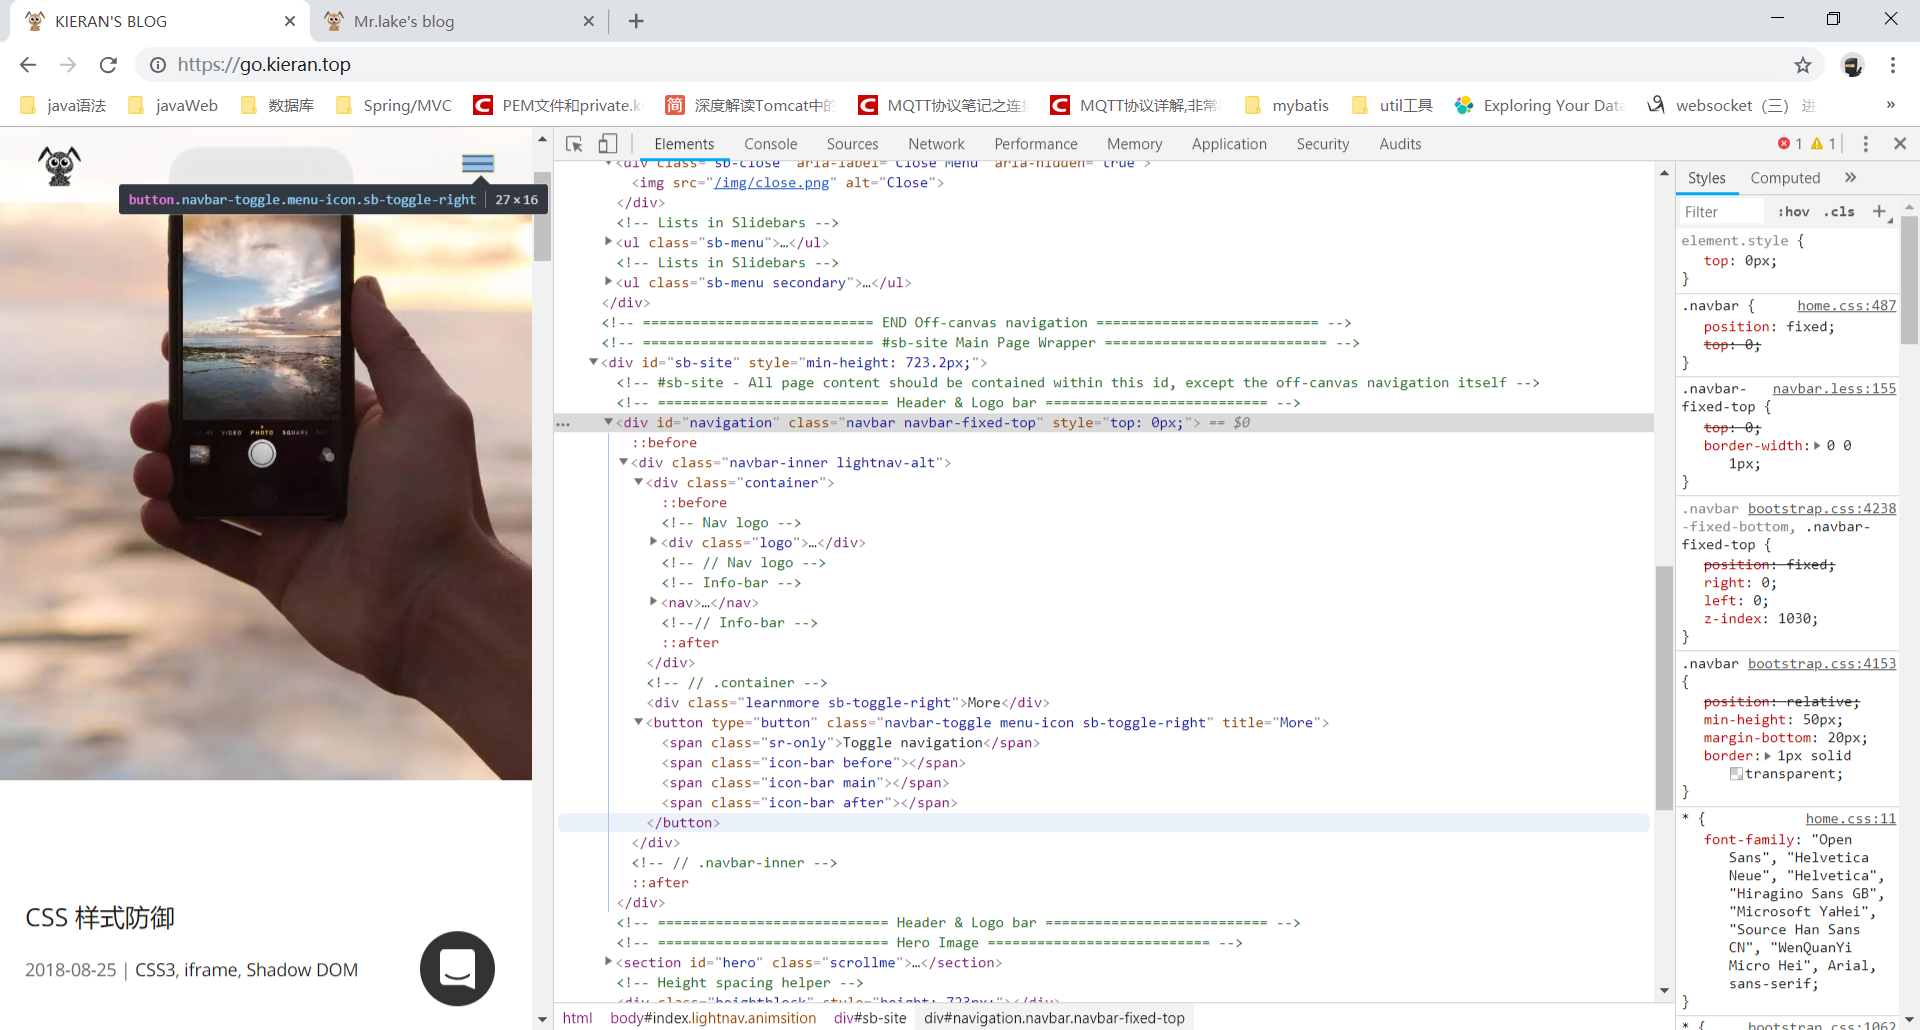 KIERAN'S BLOG
Mr.lake's blog
https://go.kieran.top
java语法
javaWeb
数据库
Spring/MVC
PEM文件和private.k
深度解读Tomcat中的
MQTT协议笔记之连接
MQTT协议详解,非常
mybatis
util工具
Exploring Your Data
websocket（三）进
button.navbar-toggle.menu-icon.sb-toggle-right 27×16
VIDEO PHOTO SQUARE
CSS 样式防御
2018-08-25 | CSS3, iframe, Shadow DOM
Elements Console Sources Network Performance Memory Application Security Audits
1 1
<div class="sb-close" aria-label="Close Menu" aria-hidden="true">
<img src="/img/close.png" alt="Close">
</div>
<!-- Lists in Slidebars -->
<ul class="sb-menu">…</ul>
<!-- Lists in Slidebars -->
<ul class="sb-menu secondary">…</ul>
</div>
<!-- ============================ END Off-canvas navigation =========================== -->
<!-- ============================ #sb-site Main Page Wrapper =========================== -->
<div id="sb-site" style="min-height: 723.2px;">
<!-- #sb-site - All page content should be contained within this id, except the off-canvas navigation itself -->
<!-- ============================ Header & Logo bar =========================== -->
<div id="navigation" class="navbar navbar-fixed-top" style="top: 0px;"> == $0
::before
<div class="navbar-inner lightnav-alt">
<div class="container">
::before
<!-- Nav logo -->
<div class="logo">…</div>
<!-- // Nav logo -->
<!-- Info-bar -->
<nav>…</nav>
<!--// Info-bar -->
::after
</div>
<!-- // .container -->
<div class="learnmore sb-toggle-right">More</div>
<button type="button" class="navbar-toggle menu-icon sb-toggle-right" title="More">
<span class="sr-only">Toggle navigation</span>
<span class="icon-bar before"></span>
<span class="icon-bar main"></span>
<span class="icon-bar after"></span>
</button>
</div>
<!-- // .navbar-inner -->
::after
</div>
<!-- ============================ Header & Logo bar =========================== -->
<!-- ============================ Hero Image =========================== -->
<section id="hero" class="scrollme">…</section>
<!-- Height spacing helper -->
<div class="heightblock" style="height: 723px;"></div>
html body#index.lightnav.animsition div#sb-site div#navigation.navbar.navbar-fixed-top
Styles Computed »
Filter :hov .cls +
element.style {
top: 0px;
}
.navbar { home.css:487
position: fixed;
top: 0;
}
.navbar- navbar.less:155
fixed-top {
top: 0;
border-width: 0 0
1px;
}
.navbar bootstrap.css:4238
-fixed-bottom, .navbar-
fixed-top {
position: fixed;
right: 0;
left: 0;
z-index: 1030;
}
.navbar bootstrap.css:4153
{
position: relative;
min-height: 50px;
margin-bottom: 20px;
border: 1px solid
transparent;
}
* { home.css:11
font-family: "Open
Sans", "Helvetica
Neue", "Helvetica",
"Hiragino Sans GB",
"Microsoft YaHei",
"Source Han Sans
CN", "WenQuanYi
Micro Hei", Arial,
sans-serif;
}
* { bootstrap.css:1062